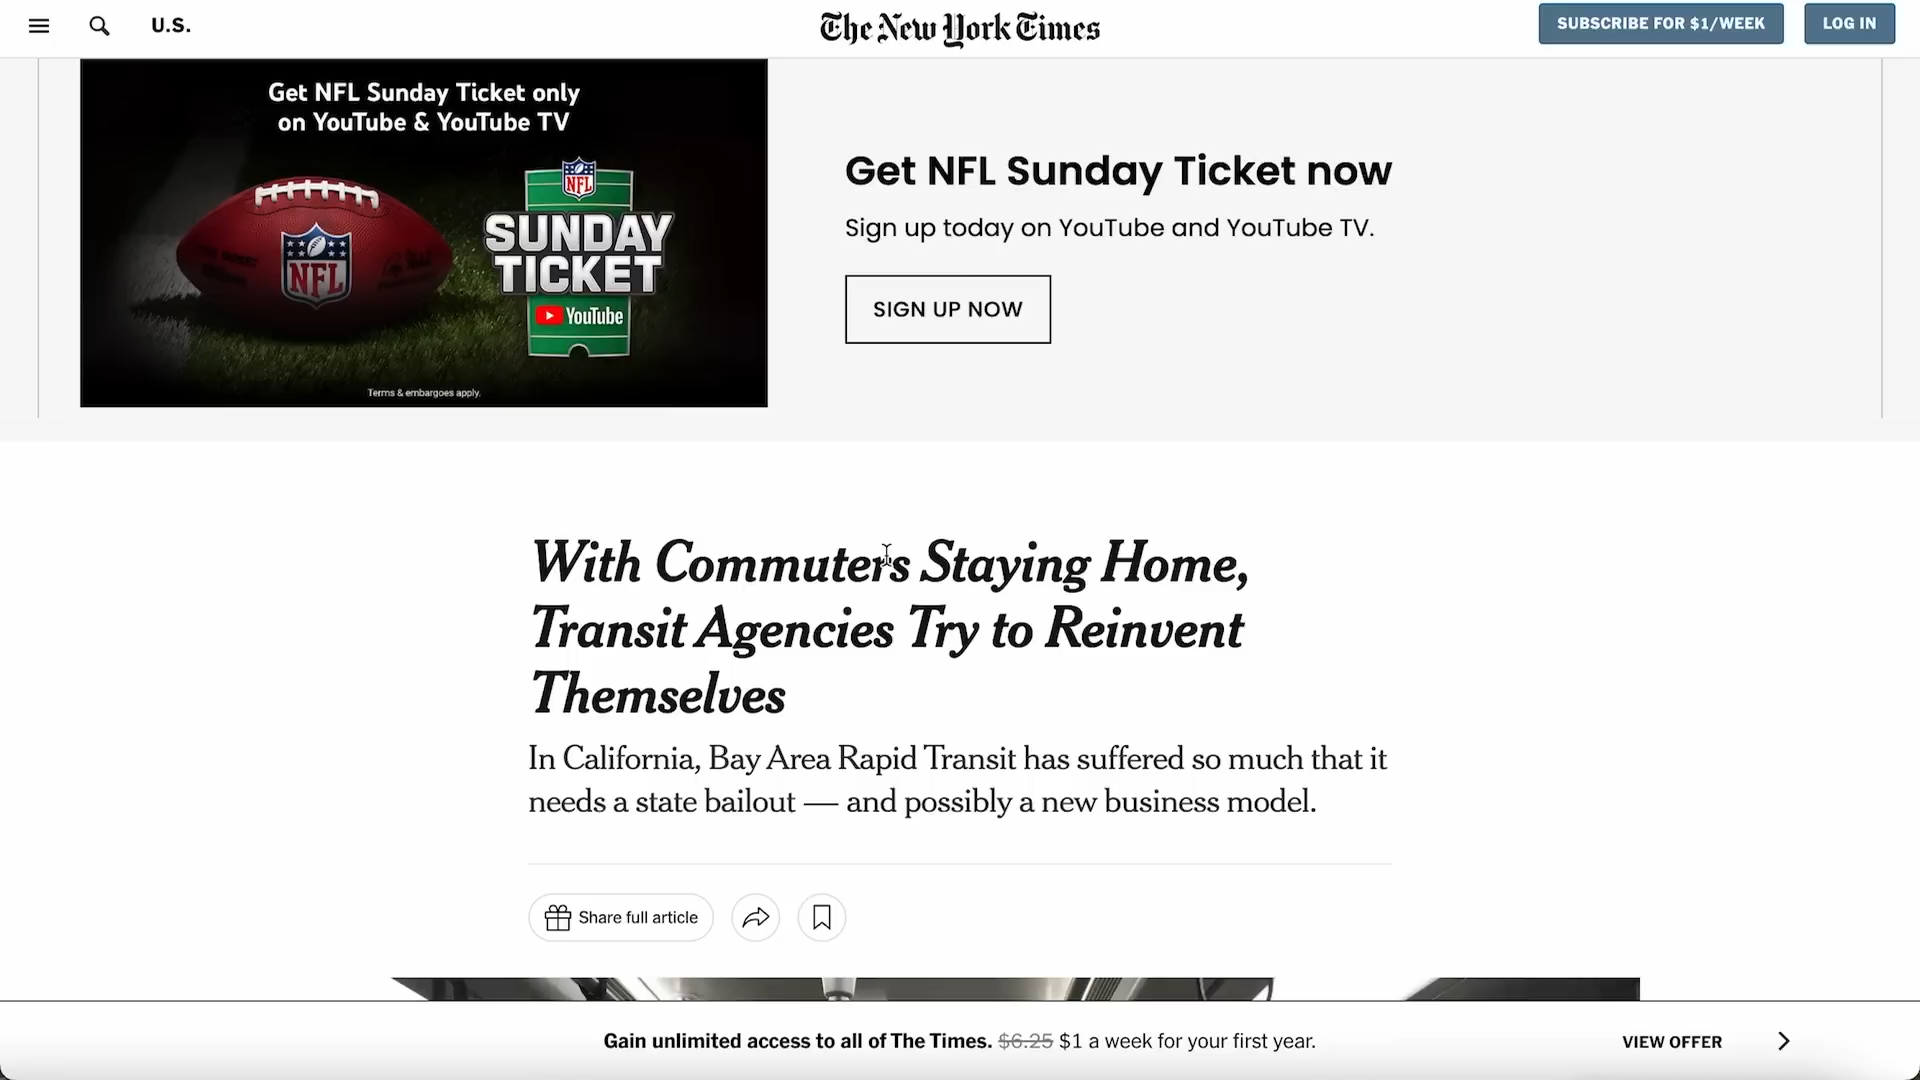 U.S.
The New York Times
SUBSCRIBE FOR $1/WEEK
LOG IN
Get NFL Sunday Ticket only
on YouTube & YouTube TV
NFL
NFL
SUNDAY
TICKET
YouTube
Terms & embargoes apply.
Get NFL Sunday Ticket now
Sign up today on YouTube and YouTube TV.
SIGN UP NOW
With Commuters Staying Home,
Transit Agencies Try to Reinvent
Themselves
In California, Bay Area Rapid Transit has suffered so much that it
needs a state bailout — and possibly a new business model.
Share full article
Gain unlimited access to all of The Times. $6.25 $1 a week for your first year.
VIEW OFFER